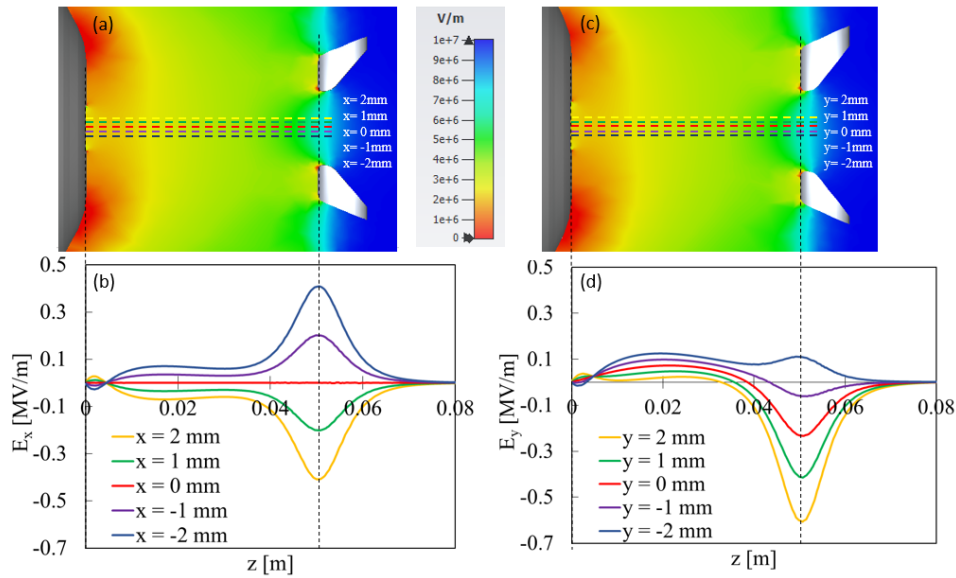 (a)
x= 2mm
x= 1mm
x= 0 mm
x= -1mm
x= -2mm
V/m
1e+7
9e+6
8e+6
7e+6
6e+6
5e+6
4e+6
3e+6
2e+6
1e+6
0
(c)
y= 2mm
y= 1mm
y= 0 mm
y= -1mm
y= -2mm
(b)
0.5
0.3
0.1
-0.1
-0.3
-0.5
-0.7
Ex [MV/m]
0
0.02
0.04
0.06
0.08
x = 2 mm
x = 1 mm
x = 0 mm
x = -1 mm
x = -2 mm
z [m]
(d)
0.5
0.3
0.1
-0.1
-0.3
-0.5
-0.7
Ey [MV/m]
0
0.02
0.04
0.06
0.08
y = 2 mm
y = 1 mm
y = 0 mm
y = -1 mm
y = -2 mm
z [m]